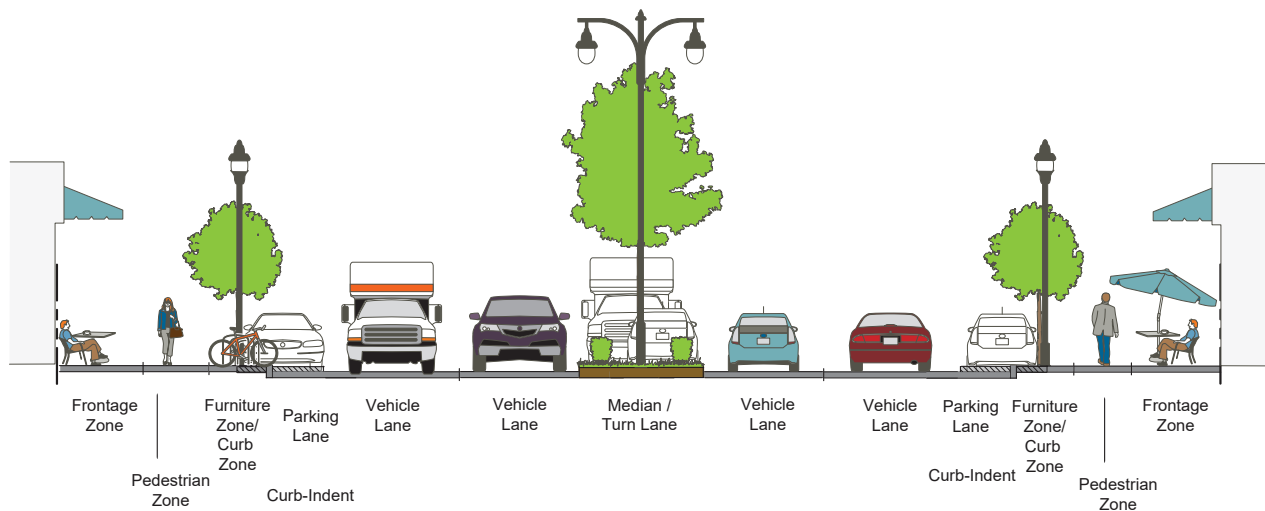 Frontage
Zone
Pedestrian
Zone
Furniture
Zone/
Curb
Zone
Parking
Lane
Curb-Indent
Vehicle
Lane
Vehicle
Lane
Median /
Turn Lane
Vehicle
Lane
Vehicle
Lane
Parking
Lane
Curb-Indent
Furniture
Zone/
Curb
Zone
Pedestrian
Zone
Frontage
Zone